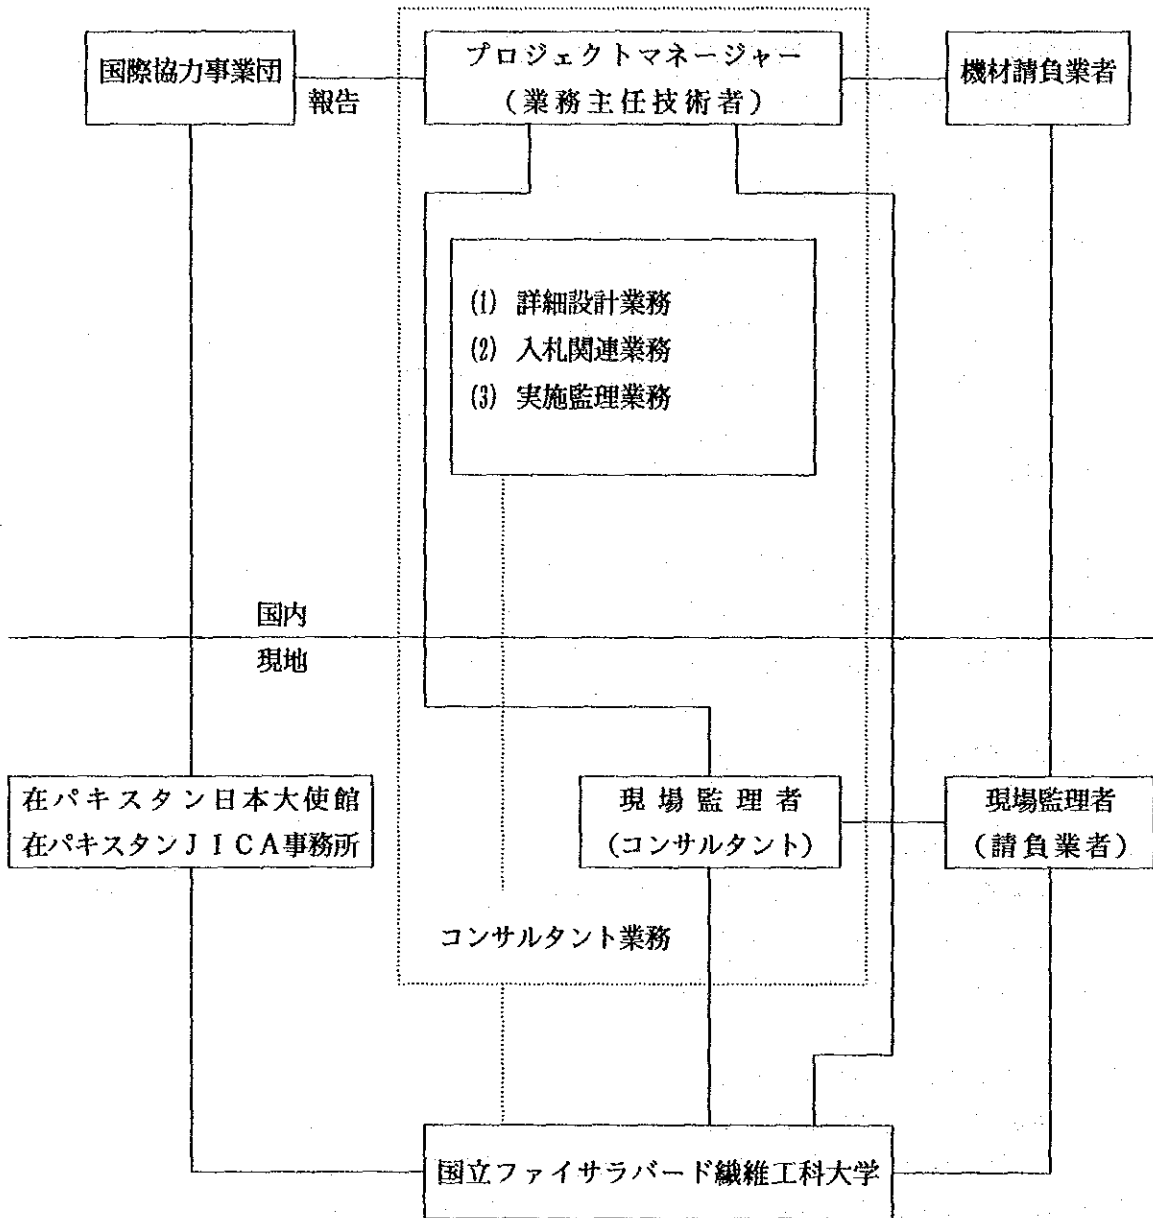 国際協力事業団
報告
プロジェクトマネージャー
(業務主任技術者)
機材請負業者
(1) 詳細設計業務
(2) 入札関連業務
(3) 実施監理業務
国内
現地
在パキスタン日本大使館
在パキスタンJICA事務所
現場監理者
(コンサルタント)
現場監理者
(請負業者)
コンサルタント業務
国立ファイサラバード繊維工科大学